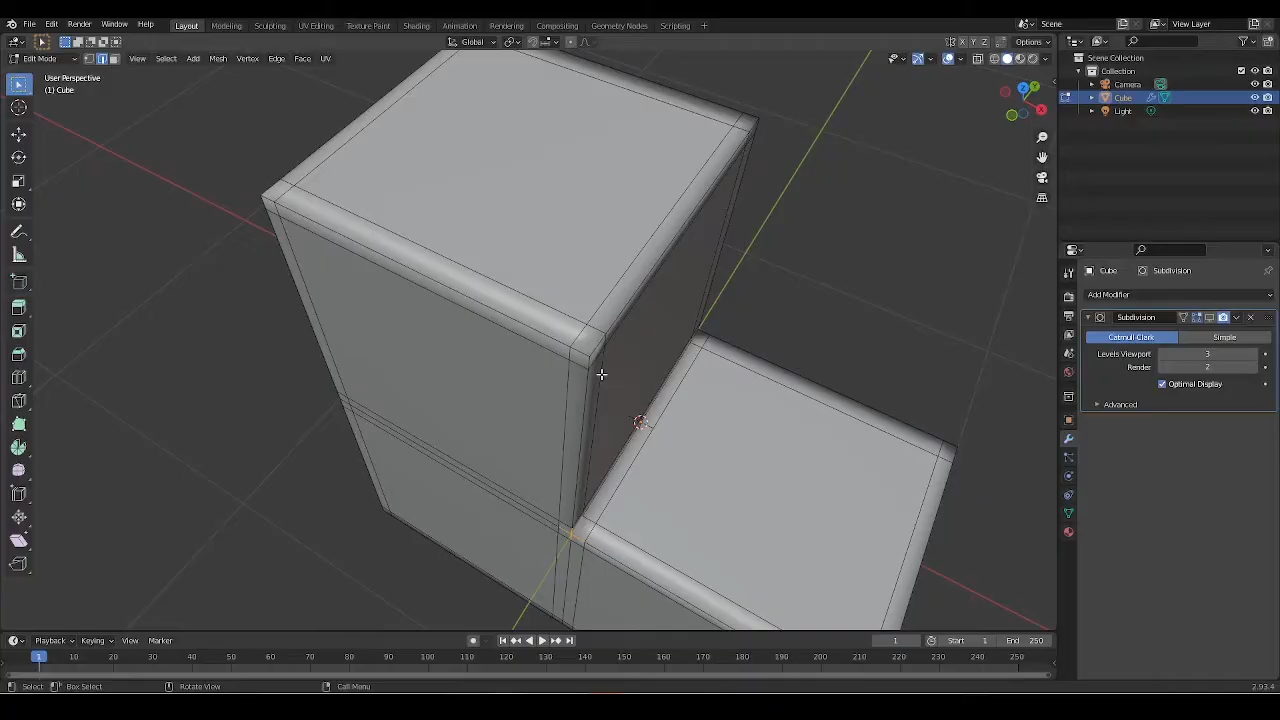 File Edit Render Window Help Layout Modeling Sculpting UV Editing Texture Paint Shading Animation Rendering Compositing Geometry Nodes Scripting + Scene View Layer
Global X Y Z Options
Edit Mode View Select Add Mesh Vertex Edge Face UV
User Perspective
(1) Cube
Z Y X
Scene Collection
Collection
Camera
Cube
Light
Cube Subdivision
Add Modifier
Subdivision
Catmull Clark Simple
Levels Viewport 3
Render 2
Optimal Display
Advanced
Playback Keying View Marker 1 Start 1 End 250
1 10 20 30 40 50 60 70 80 90 100 110 120 130 140 150 160 170 180 190 200 210 220 230 240 250
Select Box Select Rotate View Call Menu 2.93.4